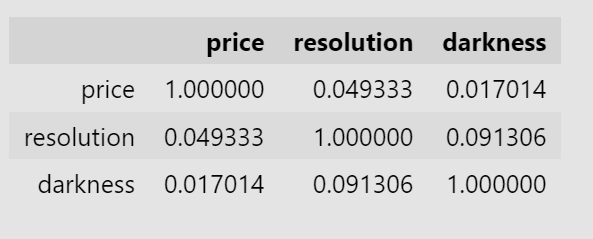 price resolution darkness
price 1.000000 0.049333 0.017014
resolution 0.049333 1.000000 0.091306
darkness 0.017014 0.091306 1.000000